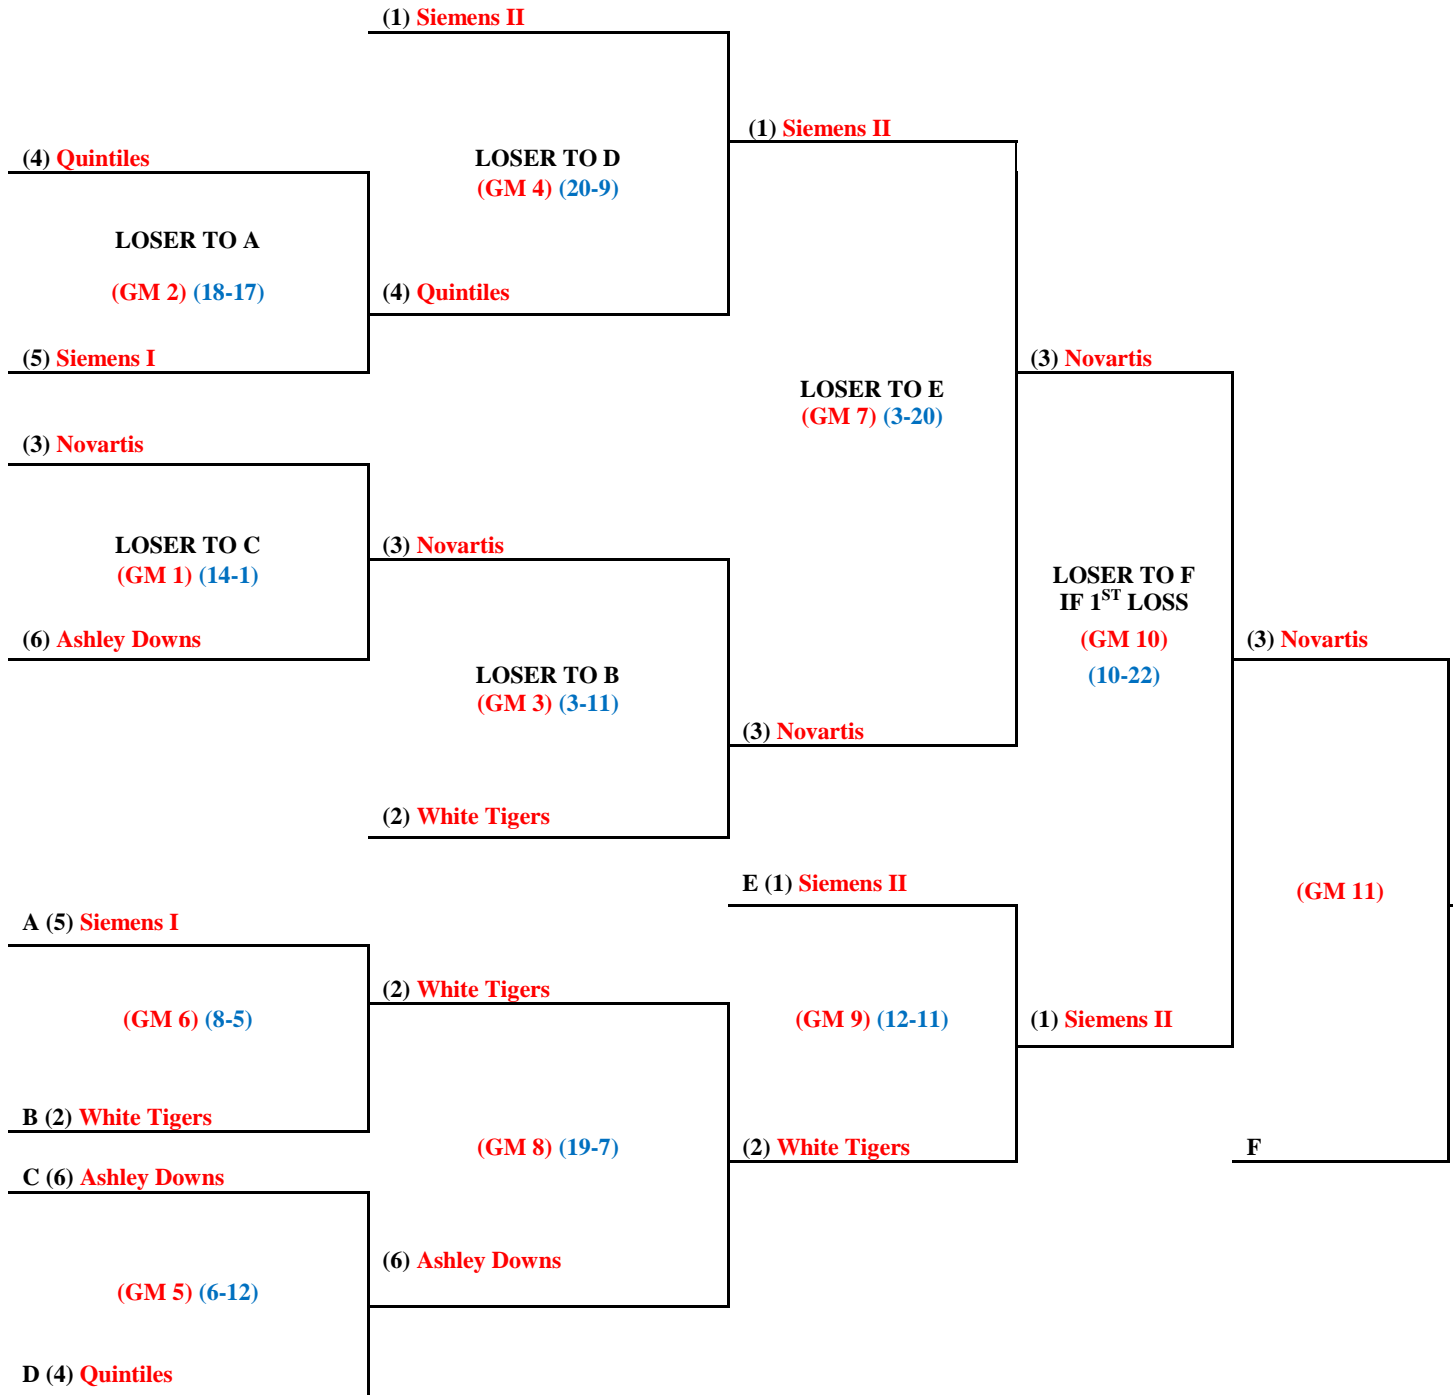 (1) Siemens II
(1) Siemens II
(4) Quintiles
LOSER TO D
(GM 4) (20-9)
LOSER TO A
(GM 2) (18-17)
(4) Quintiles
(5) Siemens I
(3) Novartis
LOSER TO E
(GM 7) (3-20)
(3) Novartis
LOSER TO C
(GM 1) (14-1)
(3) Novartis
LOSER TO F
IF 1ST LOSS
(GM 10)
(10-22)
(6) Ashley Downs
(3) Novartis
LOSER TO B
(GM 3) (3-11)
(3) Novartis
(2) White Tigers
E (1) Siemens II
(GM 11)
A (5) Siemens I
(2) White Tigers
(GM 6) (8-5)
(GM 9) (12-11)
(1) Siemens II
B (2) White Tigers
(GM 8) (19-7)
(2) White Tigers
F
C (6) Ashley Downs
(6) Ashley Downs
(GM 5) (6-12)
D (4) Quintiles